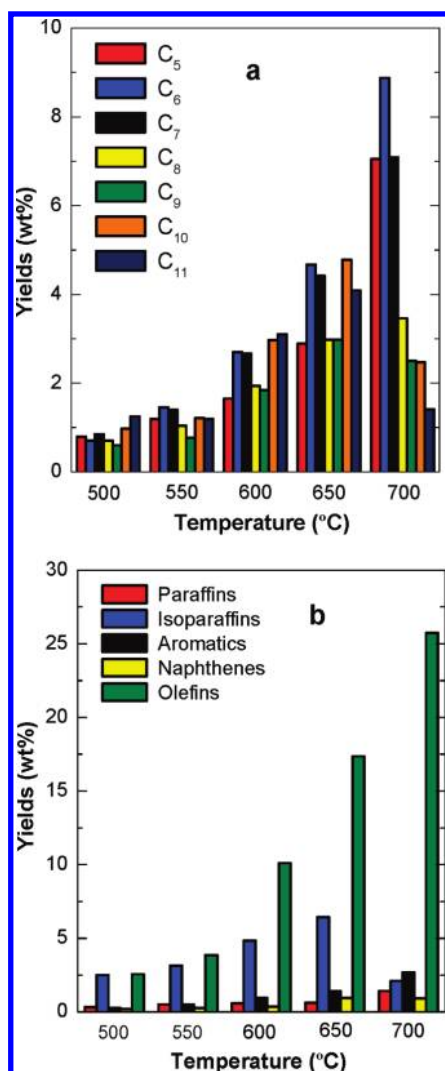 10
8
6
4
2
0
Yields (wt%)
a
C₅
C₆
C₇
C₈
C₉
C₁₀
C₁₁
500 550 600 650 700
Temperature (°C)
30
25
20
15
10
5
0
Yields (wt%)
b
Paraffins
Isoparaffins
Aromatics
Naphthenes
Olefins
500 550 600 650 700
Temperature (°C)